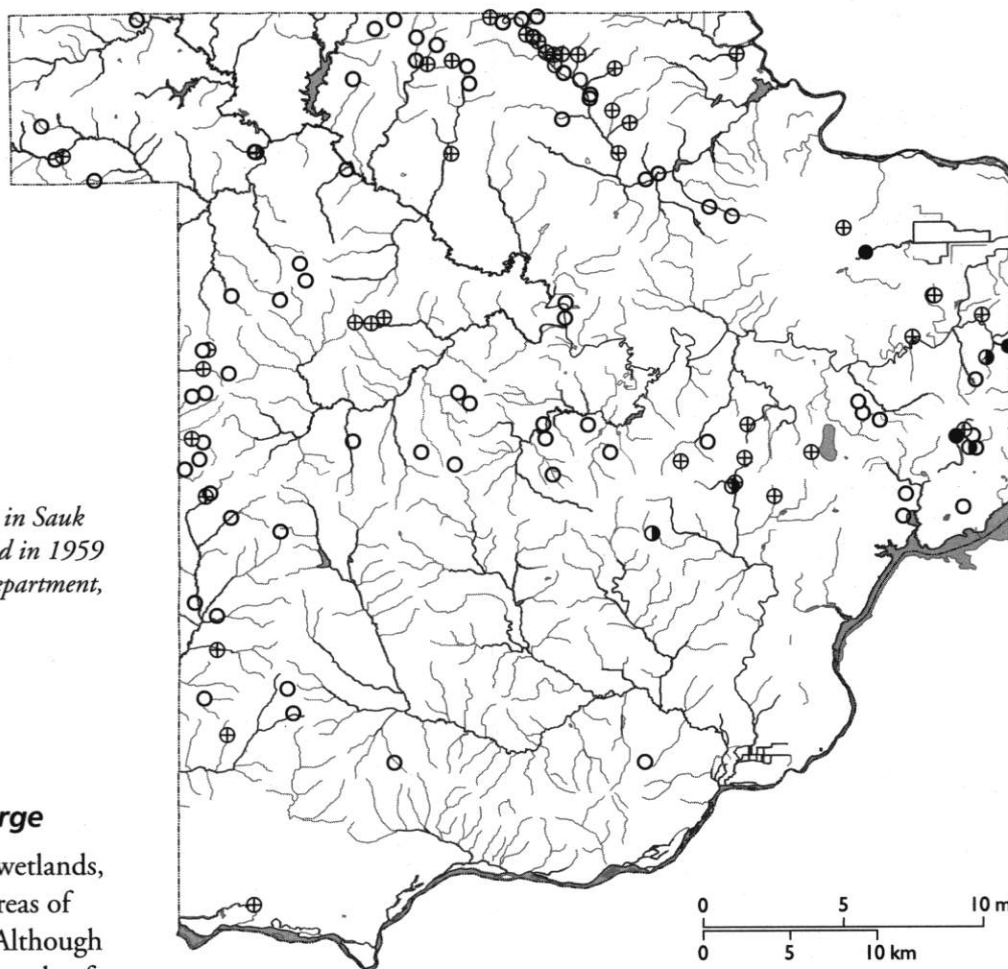 in Sauk
d in 1959
epartment,
rge
wetlands,
reas of
Although
0 5 10 m
0 5 10 km